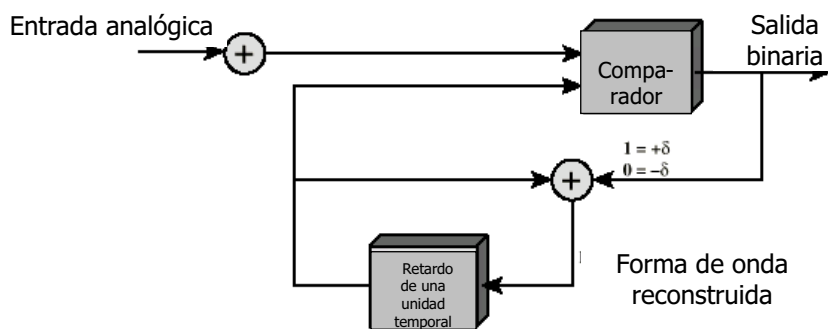 Entrada analógica
+
Compa-
rador
Salida
binaria
1 = +δ
0 = −δ
+
Retardo
de una
unidad
temporal
Forma de onda
reconstruida